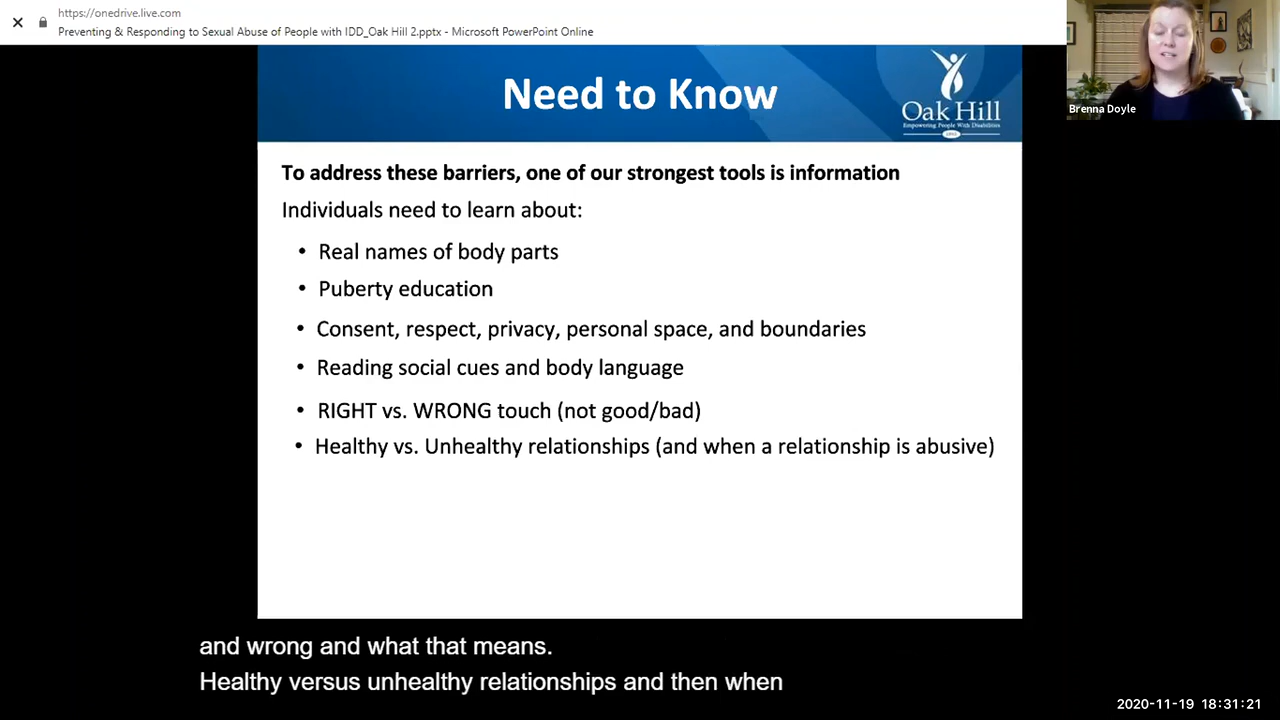 https://onedrive.live.com
Preventing & Responding to Sexual Abuse of People with IDD_Oak Hill 2.pptx - Microsoft PowerPoint Online
Brenna Doyle
Need to Know
Oak Hill
Empowering People With Disabilities
To address these barriers, one of our strongest tools is information
Individuals need to learn about:
• Real names of body parts
• Puberty education
• Consent, respect, privacy, personal space, and boundaries
• Reading social cues and body language
• RIGHT vs. WRONG touch (not good/bad)
• Healthy vs. Unhealthy relationships (and when a relationship is abusive)
and wrong and what that means.
Healthy versus unhealthy relationships and then when
2020-11-19 18:31:21